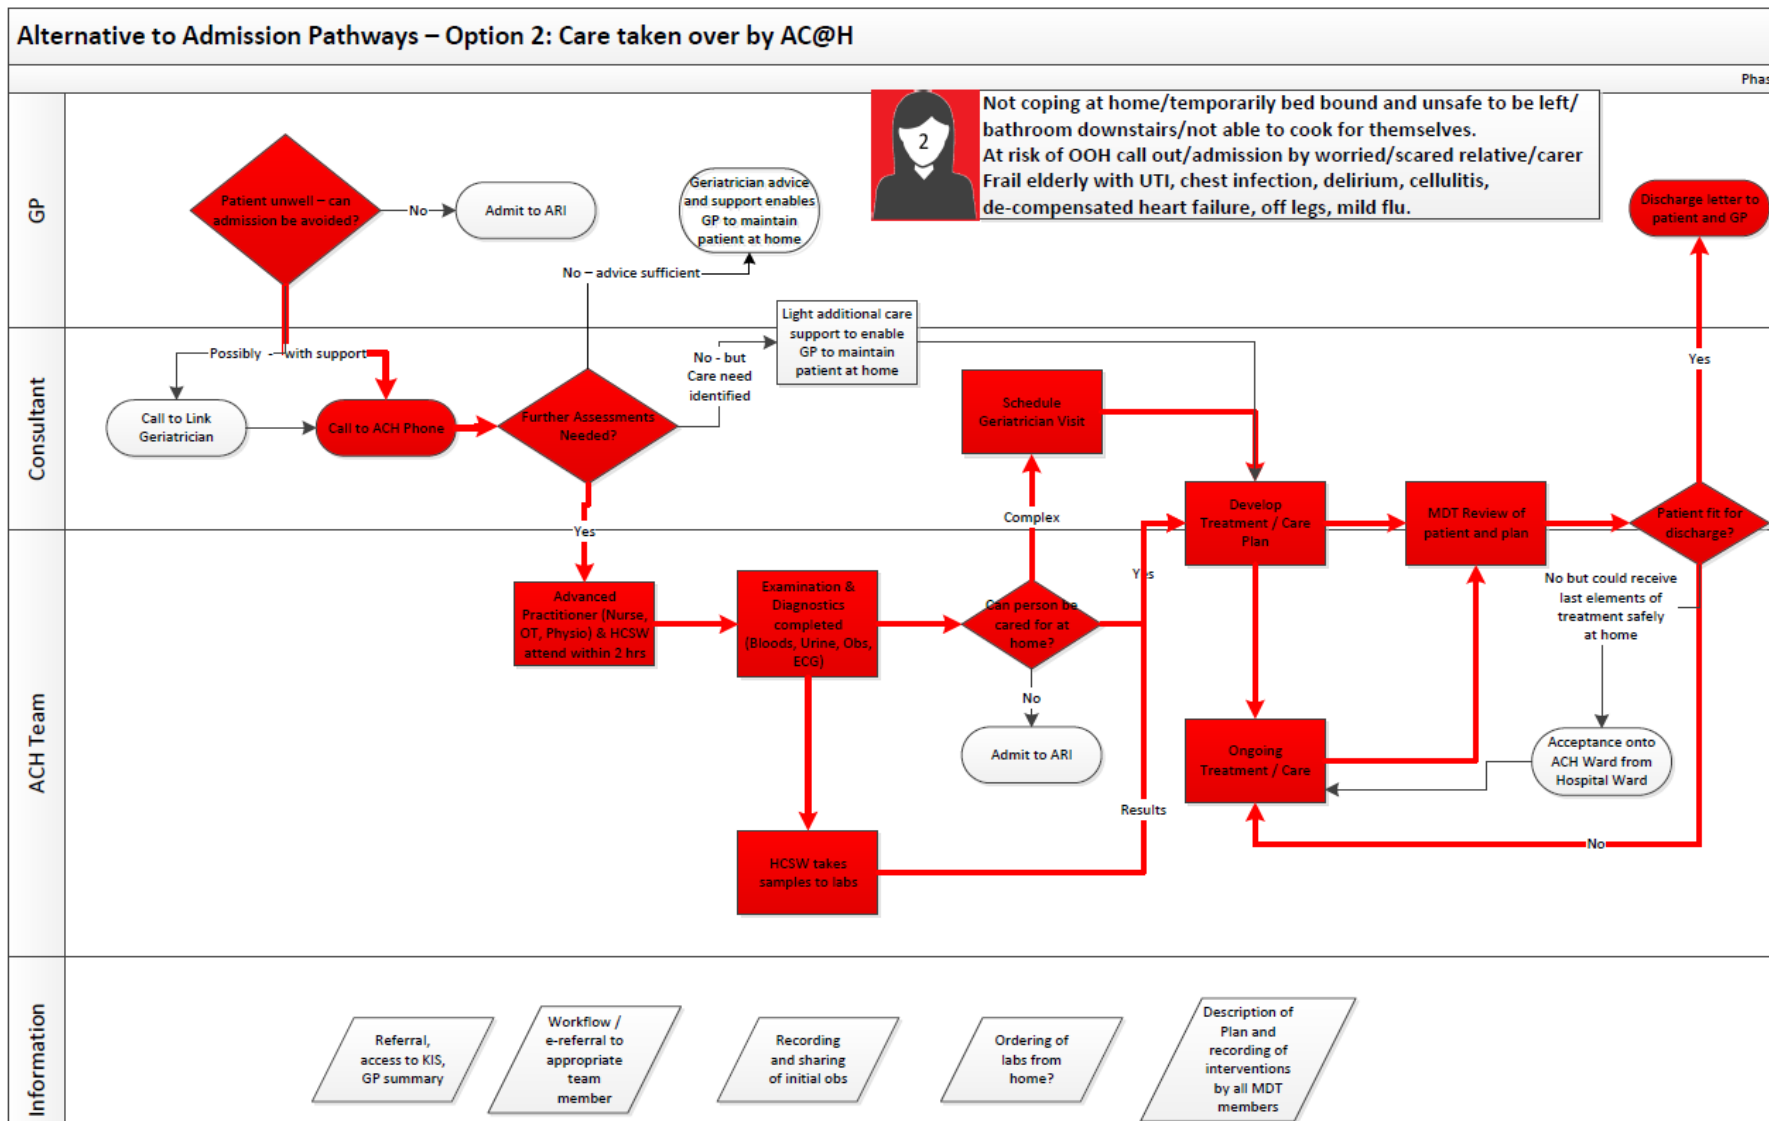 Alternative to Admission Pathways – Option 2: Care taken over by AC@H
Phas
GP
Not coping at home/temporarily bed bound and unsafe to be left/
bathroom downstairs/not able to cook for themselves.
At risk of OOH call out/admission by worried/scared relative/carer
Frail elderly with UTI, chest infection, delirium, cellulitis,
de-compensated heart failure, off legs, mild flu.
2
Patient unwell – can
admission be avoided?
No
Admit to ARI
Geriatrician advice
and support enables
GP to maintain
patient at home
No – advice sufficient
Discharge letter to
patient and GP
Consultant
Possibly - with support
Call to Link
Geriatrician
Call to ACH Phone
Further Assessments
Needed?
No - but
Care need
identified
Light additional care
support to enable
GP to maintain
patient at home
Schedule
Geriatrician Visit
Complex
Develop
Treatment / Care
Plan
MDT Review of
patient and plan
Patient fit for
discharge?
Yes
Yes
ACH Team
Advanced
Practitioner (Nurse,
OT, Physio) & HCSW
attend within 2 hrs
Examination &
Diagnostics
completed
(Bloods, Urine, Obs,
ECG)
Can person be
cared for at
home?
Yes
No
Admit to ARI
HCSW takes
samples to labs
Results
Ongoing
Treatment / Care
No but could receive
last elements of
treatment safely
at home
Acceptance onto
ACH Ward from
Hospital Ward
No
Information
Referral,
access to KIS,
GP summary
Workflow /
e-referral to
appropriate
team
member
Recording
and sharing
of initial obs
Ordering of
labs from
home?
Description of
Plan and
recording of
interventions
by all MDT
members